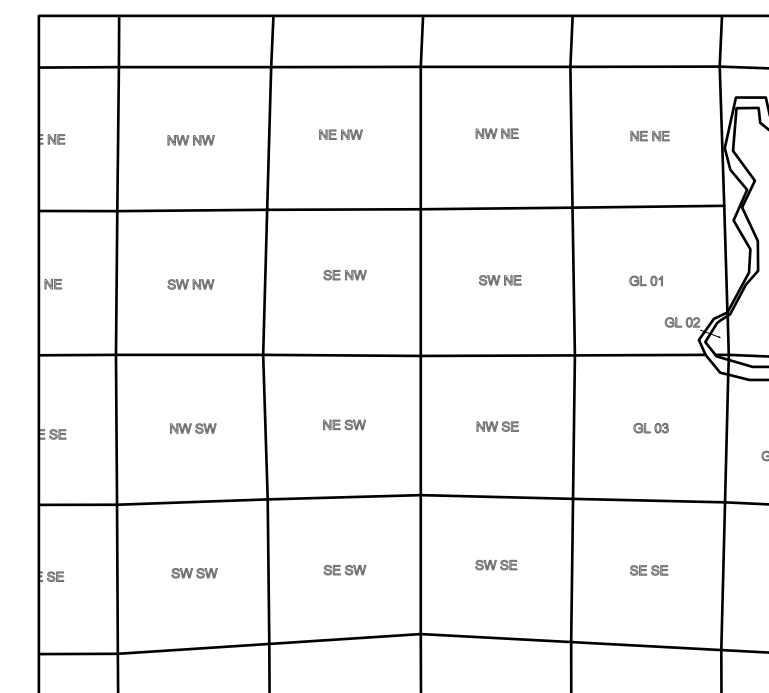 NE NW NW NE NW NW NE NE NE
NE SW NW SE NW SW NE GL 01
GL 02
SE NW SW NE SW NW SE GL 03
SE SW SW SE SW SW SE SE SE